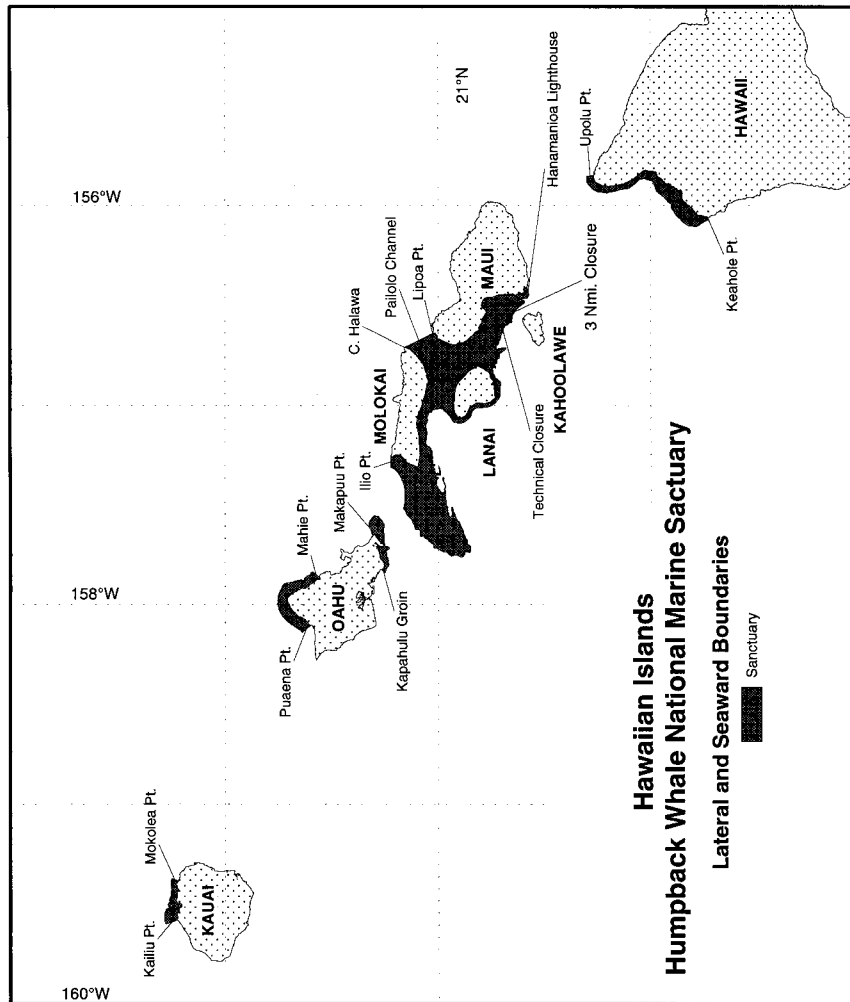 160°W
158°W
156°W
21°N
Kailiu Pt.
Mokolea Pt.
KAUAI
Puaena Pt.
Mahie Pt.
OAHU
Kapahulu Groin
Makapuu Pt.
Ilio Pt.
MOLOKAI
C. Halawa
Pailolo Channel
Lipoa Pt.
MAUI
LANAI
KAHOOLAWE
Technical Closure
3 Nmi. Closure
Hanamanioa Lighthouse
Upolu Pt.
HAWAII
Keahole Pt.
Hawaiian Islands
Humpback Whale National Marine Sactuary
Lateral and Seaward Boundaries
Sanctuary